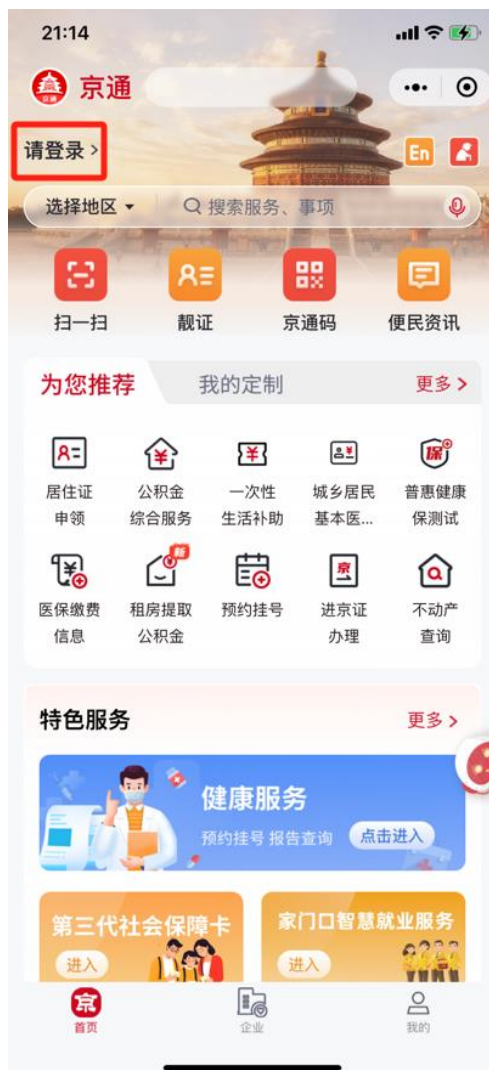 21:14
京通
请登录 >
En
选择地区
搜索服务、事项
扫一扫
靓证
京通码
便民资讯
为您推荐
我的定制
更多 >
居住证
申领
公积金
综合服务
一次性
生活补助
城乡居民
基本医...
保
普惠健康
保测试
医保缴费
信息
新
租房提取
公积金
预约挂号
京
进京证
办理
不动产
查询
特色服务
更多 >
健康服务
预约挂号 报告查询
点击进入
第三代社会保障卡
进入
家门口智慧就业服务
进入
京
首页
企业
我的